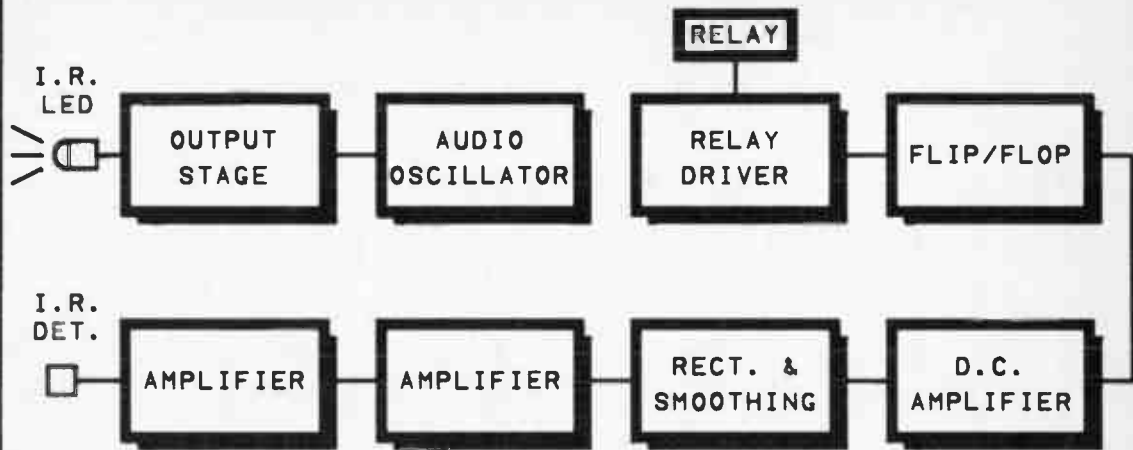 RELAY
I.R.
LED
OUTPUT
STAGE
AUDIO
OSCILLATOR
RELAY
DRIVER
FLIP/FLOP
I.R.
DET.
AMPLIFIER
AMPLIFIER
RECT. &
SMOOTHING
D.C.
AMPLIFIER